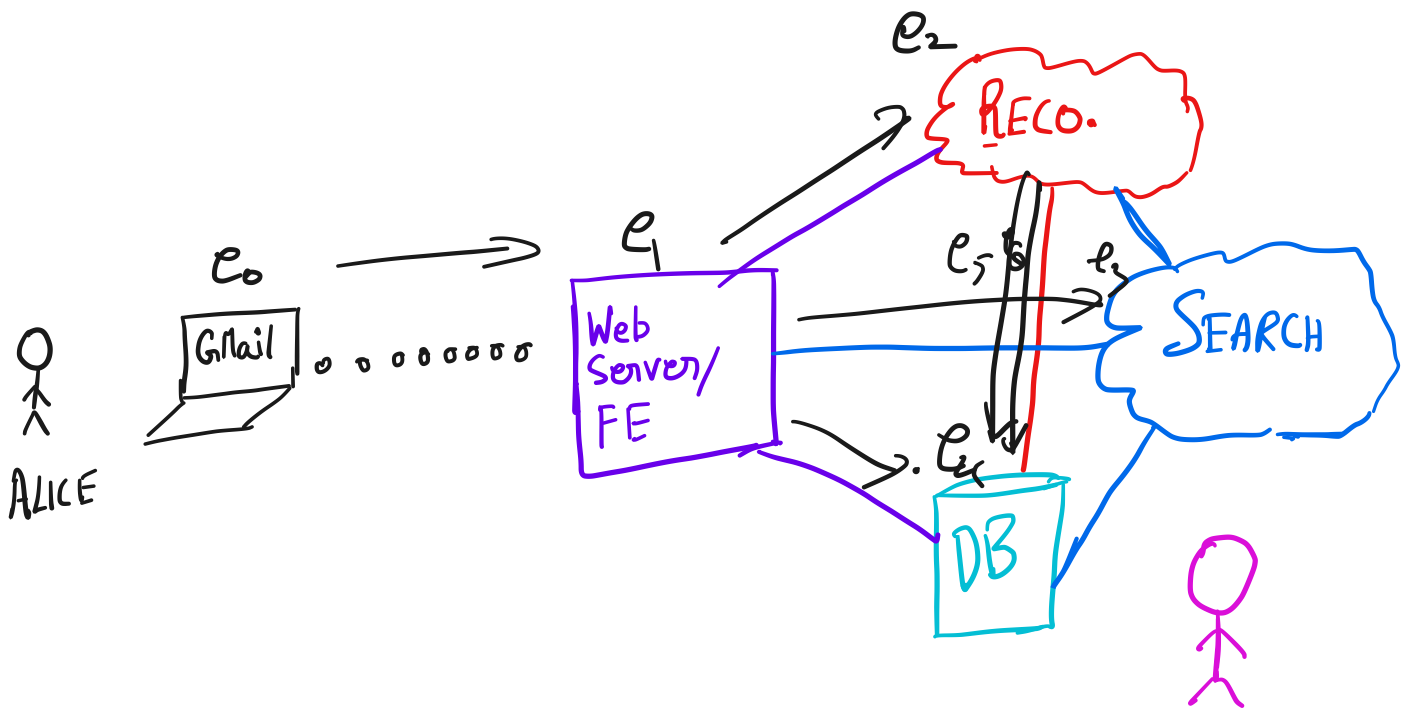 e2
RECO.
e1
e0
e5
6
e3
GMail
Web
Server/
FE
SEARCH
e4
ALICE
DB